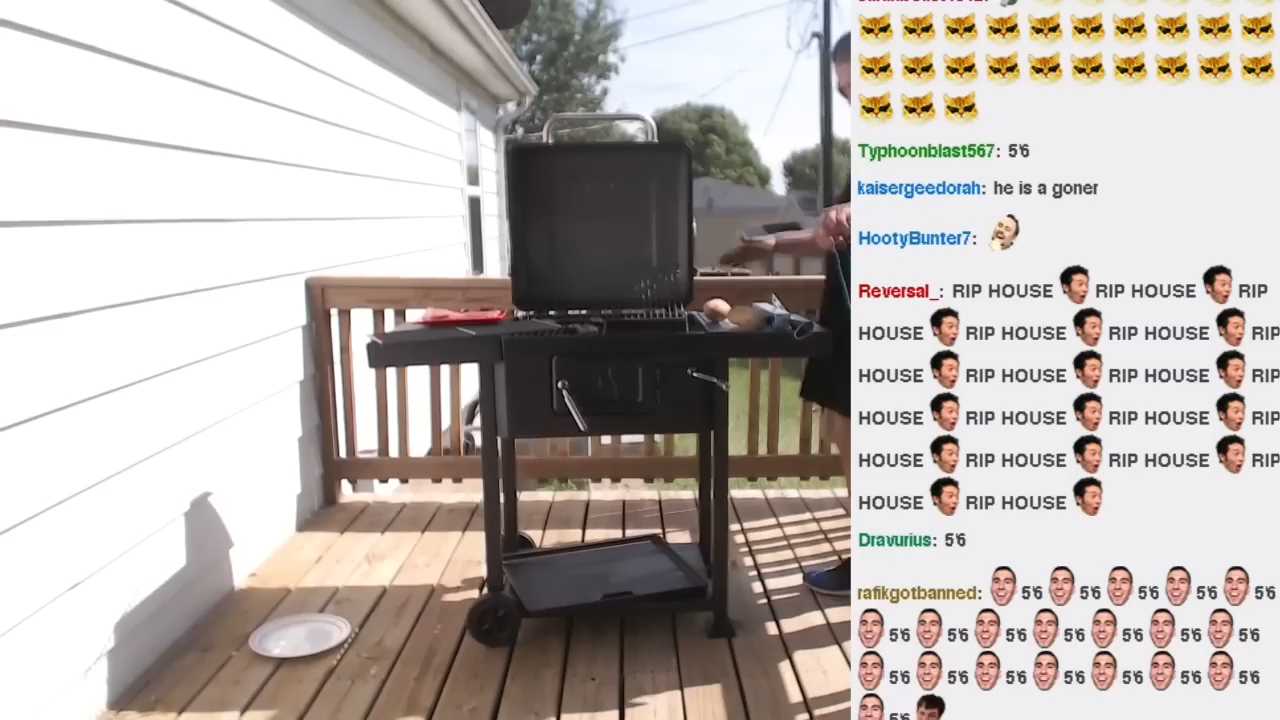 Typhoonblast567: 5'6
kaisergeedorah: he is a goner
HootyBunter7:
Reversal_: RIP HOUSE RIP HOUSE RIP
HOUSE RIP HOUSE RIP HOUSE RIP
HOUSE RIP HOUSE RIP HOUSE RIP
HOUSE RIP HOUSE RIP HOUSE RIP
HOUSE RIP HOUSE RIP HOUSE RIP
HOUSE RIP HOUSE
Dravurius: 5'6
rafikgotbanned: 5'6 5'6 5'6 5'6 5'6
5'6 5'6 5'6 5'6 5'6 5'6 5'6
5'6 5'6 5'6 5'6 5'6 5'6 5'6
5'6